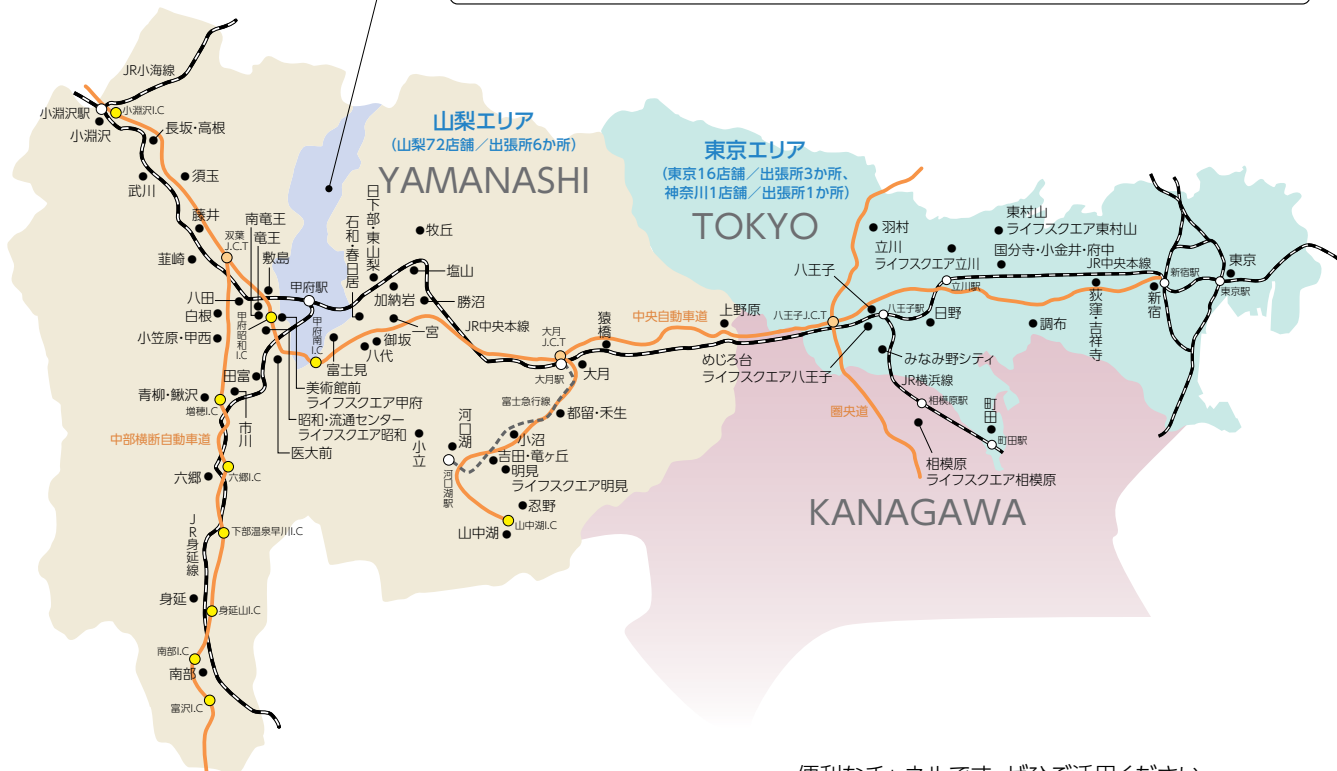 JR小海線
小淵沢駅
小淵沢I.C
小淵沢
長坂・高根
武川
須玉
藤井
双葉
J.C.T
韮崎
南竜王
竜王
敷島
八田
白根
小笠原・甲西
甲府昭和I.C
甲府駅
甲府南I.C
山梨エリア
(山梨72店舗／出張所6か所)
YAMANASHI
石和・春日居
日下部・東山梨
牧丘
塩山
加納岩
勝沼
一宮
御坂
八代
富士見
JR中央本線
大月
J.C.T
大月駅
大月
猿橋
上野原
中央自動車道
田富
青柳・鰍沢
増穂I.C
市川
中部横断自動車道
美術館前
ライフスクエア甲府
昭和・流通センター
ライフスクエア昭和
医大前
小立
河口湖
河口湖駅
富士急行線
都留・禾生
小沼
吉田・竜ヶ丘
明見
ライフスクエア明見
忍野
山中湖I.C
山中湖
六郷
六郷I.C
下部温泉早川I.C
JR身延線
身延
身延山I.C
南部I.C
南部
富沢I.C
東京エリア
(東京16店舗／出張所3か所、
神奈川1店舗／出張所1か所)
TOKYO
羽村
立川
ライフスクエア立川
東村山
ライフスクエア東村山
国分寺・小金井・府中
JR中央本線
八王子
八王子J.C.T
八王子駅
立川駅
日野
新宿駅
新宿
東京
東京駅
荻窪・吉祥寺
調布
めじろ台
ライフスクエア八王子
みなみ野シティ
JR横浜線
相模原駅
圏央道
町田
町田駅
相模原
ライフスクエア相模原
KANAGAWA